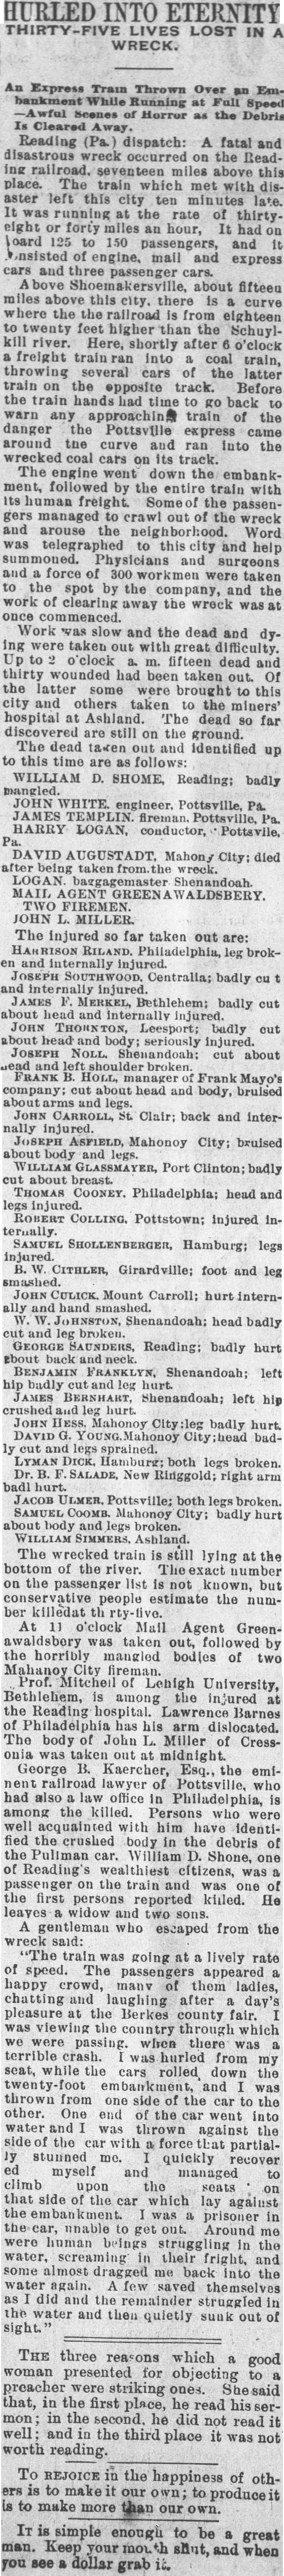 HURLED INTO ETERNITY
THIRTY-FIVE LIVES LOST IN A
WRECK.
An Express Train Thrown Over an Em-
bankment While Running at Full Speed
—Awful Scenes of Horror as the Debris
Is Cleared Away.
Reading (Pa.) dispatch: A fatal and
disastrous wreck occurred on the Read-
ing railroad, seventeen miles above this
place. The train which met with dis-
aster left this city ten minutes late.
It was running at the rate of thirty-
eight or forty miles an hour, It had on
board 125 to 150 passengers, and it
consisted of engine, mail and express
cars and three passenger cars.
Above Shoemakersville, about fifteen
miles above this city, there is a curve
where the the railroad is from eighteen
to twenty feet higher than the Schuyl-
kill river. Here, shortly after 6 o'clock
a freight train ran into a coal train,
throwing several cars of the latter
train on the opposite track. Before
the train hands had time to go back to
warn any approaching train of the
danger the Pottsville express came
around the curve and ran into the
wrecked coal cars on its track.
The engine went down the embank-
ment, followed by the entire train with
its human freight. Some of the passen-
gers managed to crawl out of the wreck
and arouse the neighborhood. Word
was telegraphed to this city and help
summoned. Physicians and surgeons
and a force of 300 workmen were taken
to the spot by the company, and the
work of clearing away the wreck was at
once commenced.
Work was slow and the dead and dy-
ing were taken out with great difficulty.
Up to 2 o'clock a. m. fifteen dead and
thirty wounded had been taken out. Of
the latter some were brought to this
city and others taken to the miners'
hospital at Ashland. The dead so far
discovered are still on the ground.
The dead taken out and identified up
to this time are as follows:
WILLIAM D. SHOME, Reading; badly
mangled.
JOHN WHITE, engineer, Pottsville, Pa.
JAMES TEMPLIN. fireman, Pottsville, Pa.
HARRY LOGAN, conductor, Pottsvile,
Pa.
DAVID AUGUSTADT, Mahony City; died
after being taken from. the wreck.
LOGAN. baggagemaster Shenandoah.
MAIL AGENT GREENAWALDSBERY.
TWO FIREMEN.
JOHN L. MILLER.
The injured so far taken out are:
HARRISON RILAND, Philadelphia, leg brok-
en and internally injured.
JOSEPH SOUTHWOOD, Centralia; badly cut
and internally injured.
JAMES F. MERKEL, Bethlehem; badly cut
about head and internally injured.
JOHN THORNTON, Leesport; badly cut
about head and body; seriously injured.
JOSEPH NOLL, Shenandoah; cut about
head and left shoulder broken.
FRANK B. HOLL, manager of Frank Mayo's
company; cut about head and body, bruised
about arms and legs.
JOHN CARROLL, St. Clair; back and inter-
nally injured.
JOSEPH ASFIELD, Mahonoy City; bruised
about body and legs.
WILLIAM GLASSMAYER, Port Clinton; badly
cut about breast.
THOMAS COONEY, Philadelphia; head and
legs injured.
ROBERT COLLING, Pottstown; injured in-
ternally.
SAMUEL SHOLLENBERGER, Hamburg; legs
injured.
B. W. CITHLER, Girardville; foot and leg
smashed.
JOHN CULICK, Mount Carroll; hurt intern-
ally and hand smashed.
W. W. JOHNSTON, Shenandoah; head badly
cut and leg broken.
GEORGE SAUNDERS, Reading; badly hurt
about back and neck.
BENJAMIN FRANKLYN, Shenandoah; left
hip badly cut and leg hurt.
JAMES BERNHART, Shenandoah; left hip
crushed and leg hurt.
JOHN HESS, Mahonoy City; leg badly hurt.
DAVID G. YOUNG, Mahonoy City; head bad-
ly cut and legs sprained.
LYMAN DICK, Hamburg; both legs broken.
Dr. B. F. SALADE, New Ringgold; right arm
badl hurt.
JACOB ULMER, Pottsville; both legs broken.
SAMUEL COOMB, Mahonoy City; badly hurt
about body and legs broken.
WILLIAM SIMMERS, Ashland.
The wrecked train is still lying at the
bottom of the river. The exact number
on the passenger list is not known, but
conservative people estimate the num-
ber killed at th rty-five.
At 11 o'clock Mail Agent Green-
awaldsbery was taken out, followed by
the horribly mangled bodies of two
Mahanoy City fireman.
Prof. Mitchell of Lehigh University,
Bethlehem, is among the injured at
the Reading hospital. Lawrence Barnes
of Philadelphia has his arm dislocated.
The body of John L. Miller of Cress-
onia was taken out at midnight.
George R. Kaercher, Esq., the emi-
nent railroad lawyer of Pottsville, who
had also a law office in Philadelphia, is
among the killed. Persons who were
well acquainted with him have identi-
fied the crushed body in the debris of
the Pullman car. William D. Shone, one
of Reading's wealthiest citizens, was a
passenger on the train and was one of
the first persons reported killed. He
leaves a widow and two sons.
A gentleman who escaped from the
wreck said:
"The train was going at a lively rate
of speed. The passengers appeared a
happy crowd, many of them ladies,
chatting and laughing after a day's
pleasure at the Berkes county fair. I
was viewing the country through which
we were passing, when there was a
terrible crash. I was hurled from my
seat, while the cars rolled down the
twenty-foot embankment, and I was
thrown from one side of the car to the
other. One end of the car went into
water and I was thrown against the
side of the car with a force that partial-
ly stunned me. I quickly recover
ed myself and managed to
climb upon the seats on
that side of the car which lay against
the embankment. I was a prisoner in
the car, unable to get out. Around me
were human beings struggling in the
water, screaming in their fright, and
some almost dragged me back into the
water again. A few saved themselves
as I did and the remainder struggled in
the water and then quietly sunk out of
sight."
THE three reasons which a good
woman presented for objecting to a
preacher were striking ones. She said
that, in the first place, he read his ser-
mon; in the second, he did not read it
well; and in the third place it was not
worth reading.
TO REJOICE in the happiness of oth-
ers is to make it our own; to produce it
is to make more than our own.
IT is simple enough to be a great
man. Keep your mouth shut, and when
you see a dollar grab it.